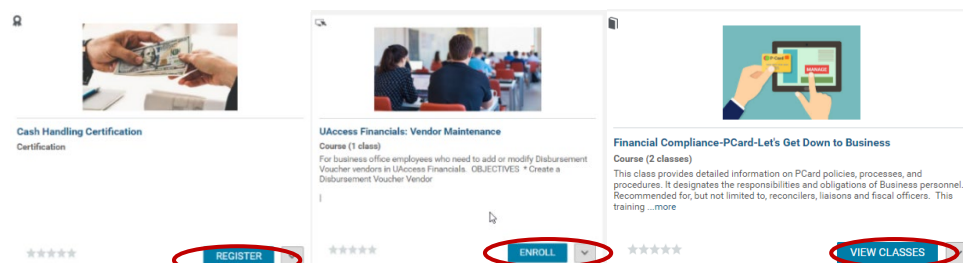 Cash Handling Certification
Certification
REGISTER
UAccess Financials: Vendor Maintenance
Course (1 class)
For business office employees who need to add or modify Disbursement
Voucher vendors in UAccess Financials. OBJECTIVES * Create a
Disbursement Voucher Vendor
ENROLL
P-Card
MANAGE
Financial Compliance-PCard-Let's Get Down to Business
Course (2 classes)
This class provides detailed information on PCard policies, processes, and
procedures. It designates the responsibilities and obligations of Business personnel.
Recommended for, but not limited to, reconcilers, liaisons and fiscal officers. This
training ...more
VIEW CLASSES